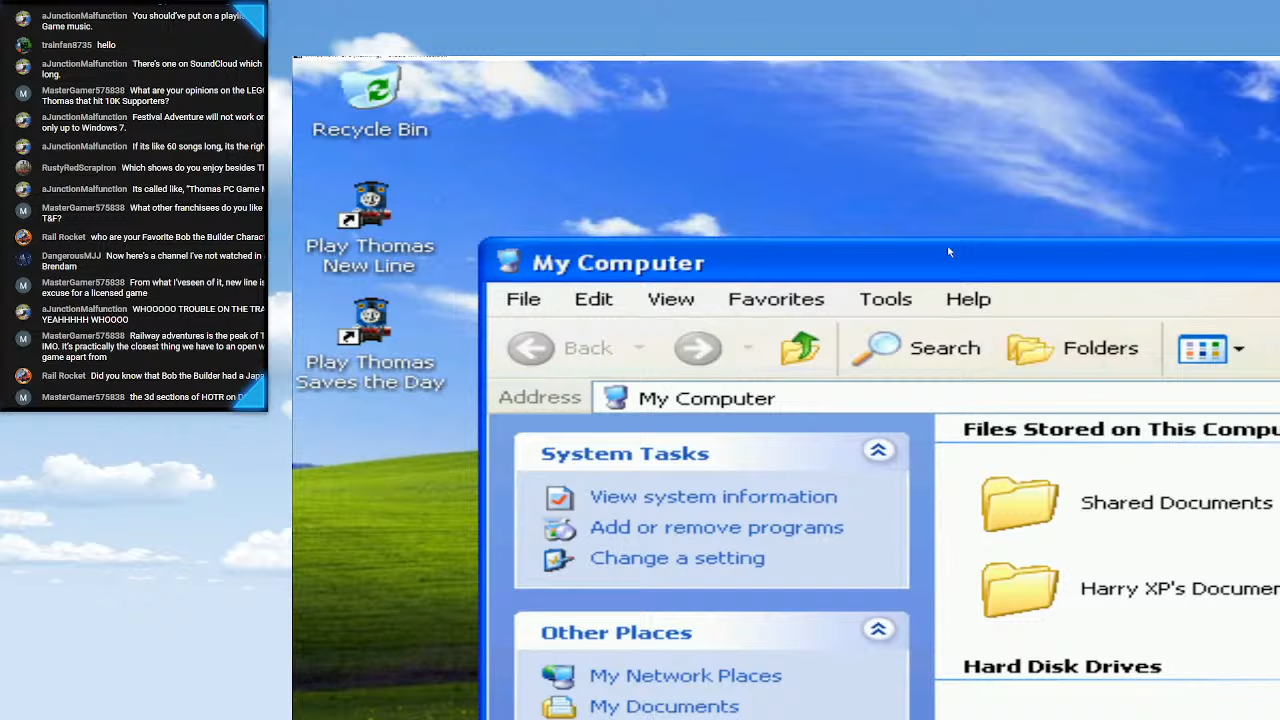 aJunctionMalfunction You should've put on a playli
Game music.
trainfan8735 hello
aJunctionMalfunction There's one on SoundCloud which
long.
MasterGamer575838 What are your opinions on the LEG
Thomas that hit 10K Supporters?
aJunctionMalfunction Festival Adventure will not work or
only up to Windows 7.
aJunctionMalfunction If its like 60 songs long, its the righ
RustyRedScrapIron Which shows do you enjoy besides T
aJunctionMalfunction Its called like, "Thomas PC Game M
MasterGamer575838 What other franchisees do you like
T&F?
Rail Rocket who are your Favorite Bob the Builder Charac
DangerousMJJ Now here's a channel I've not watched in
Brendam
MasterGamer575838 From what I'veseen of it, new line is
excuse for a licensed game
aJunctionMalfunction WHOOOOO TROUBLE ON THE TRA
YEAHHHHH WHOOOO
MasterGamer575838 Railway adventures is the peak of T
IMO. It's practically the closest thing we have to an open w
game apart from
Rail Rocket Did you know that Bob the Builder had a Japa
MasterGamer575838 the 3d sections of HOTR on D
Recycle Bin
Play Thomas
New Line
Play Thomas
Saves the Day
My Computer
File Edit View Favorites Tools Help
Back Search Folders
Address My Computer
System Tasks
View system information
Add or remove programs
Change a setting
Other Places
My Network Places
My Documents
Files Stored on This Compu
Shared Documents
Harry XP's Documen
Hard Disk Drives